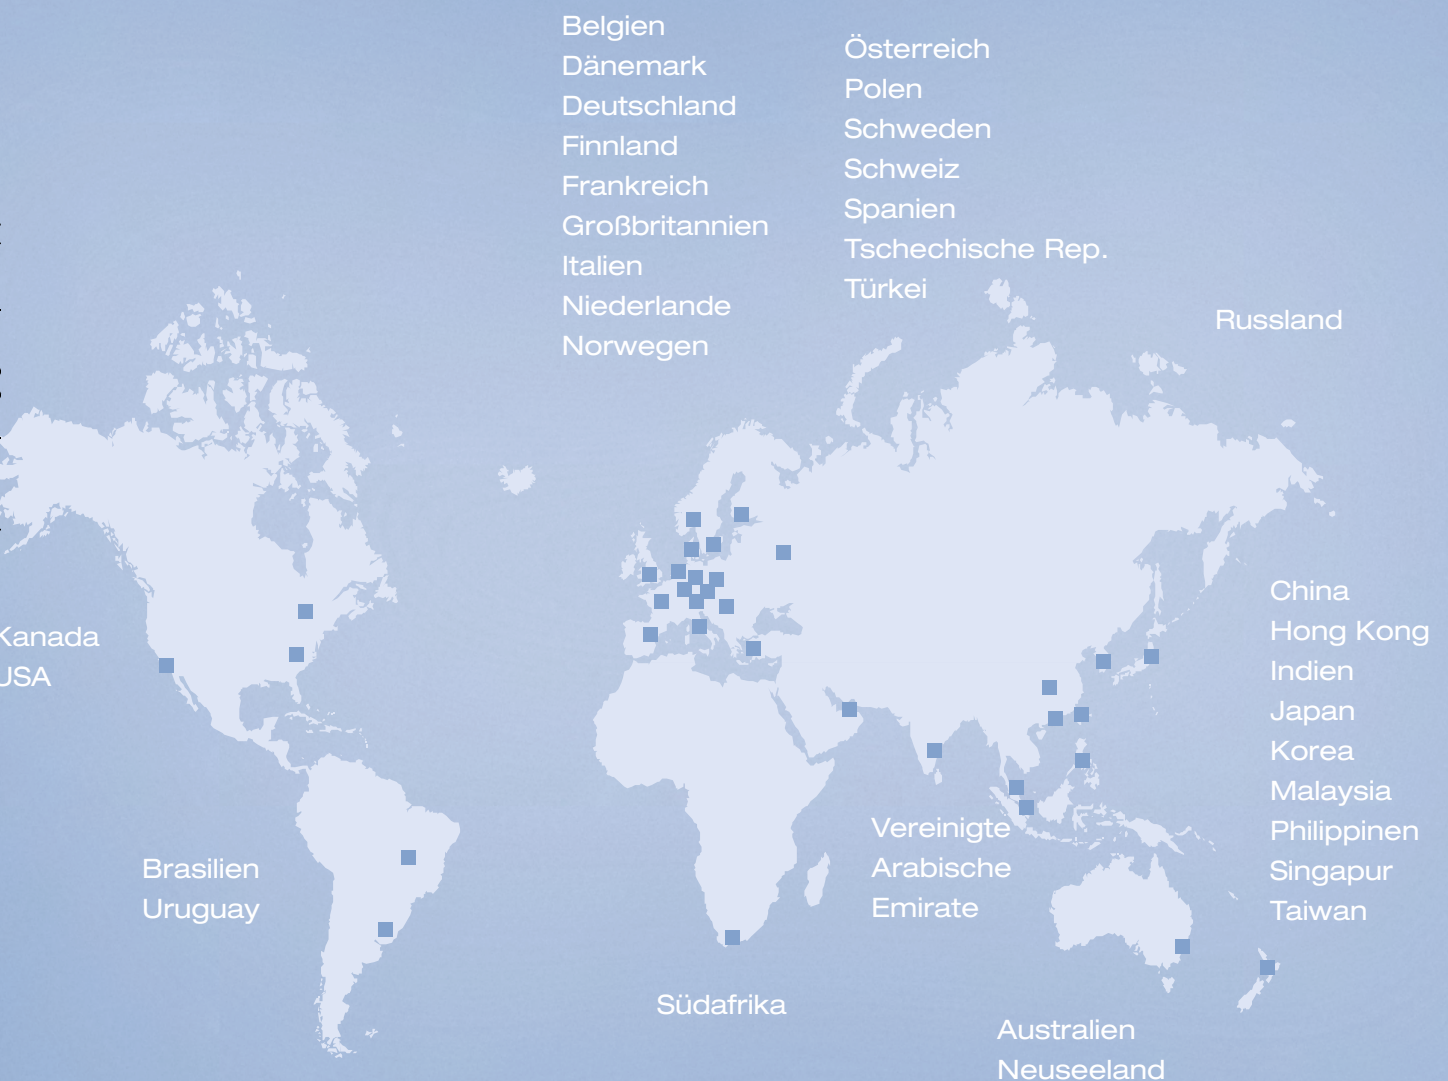 Belgien
Dänemark
Deutschland
Finnland
Frankreich
Großbritannien
Italien
Niederlande
Norwegen
Österreich
Polen
Schweden
Schweiz
Spanien
Tschechische Rep.
Türkei
Russland
Kanada
USA
China
Hong Kong
Indien
Japan
Korea
Malaysia
Philippinen
Singapur
Taiwan
Brasilien
Uruguay
Vereinigte
Arabische
Emirate
Südafrika
Australien
Neuseeland